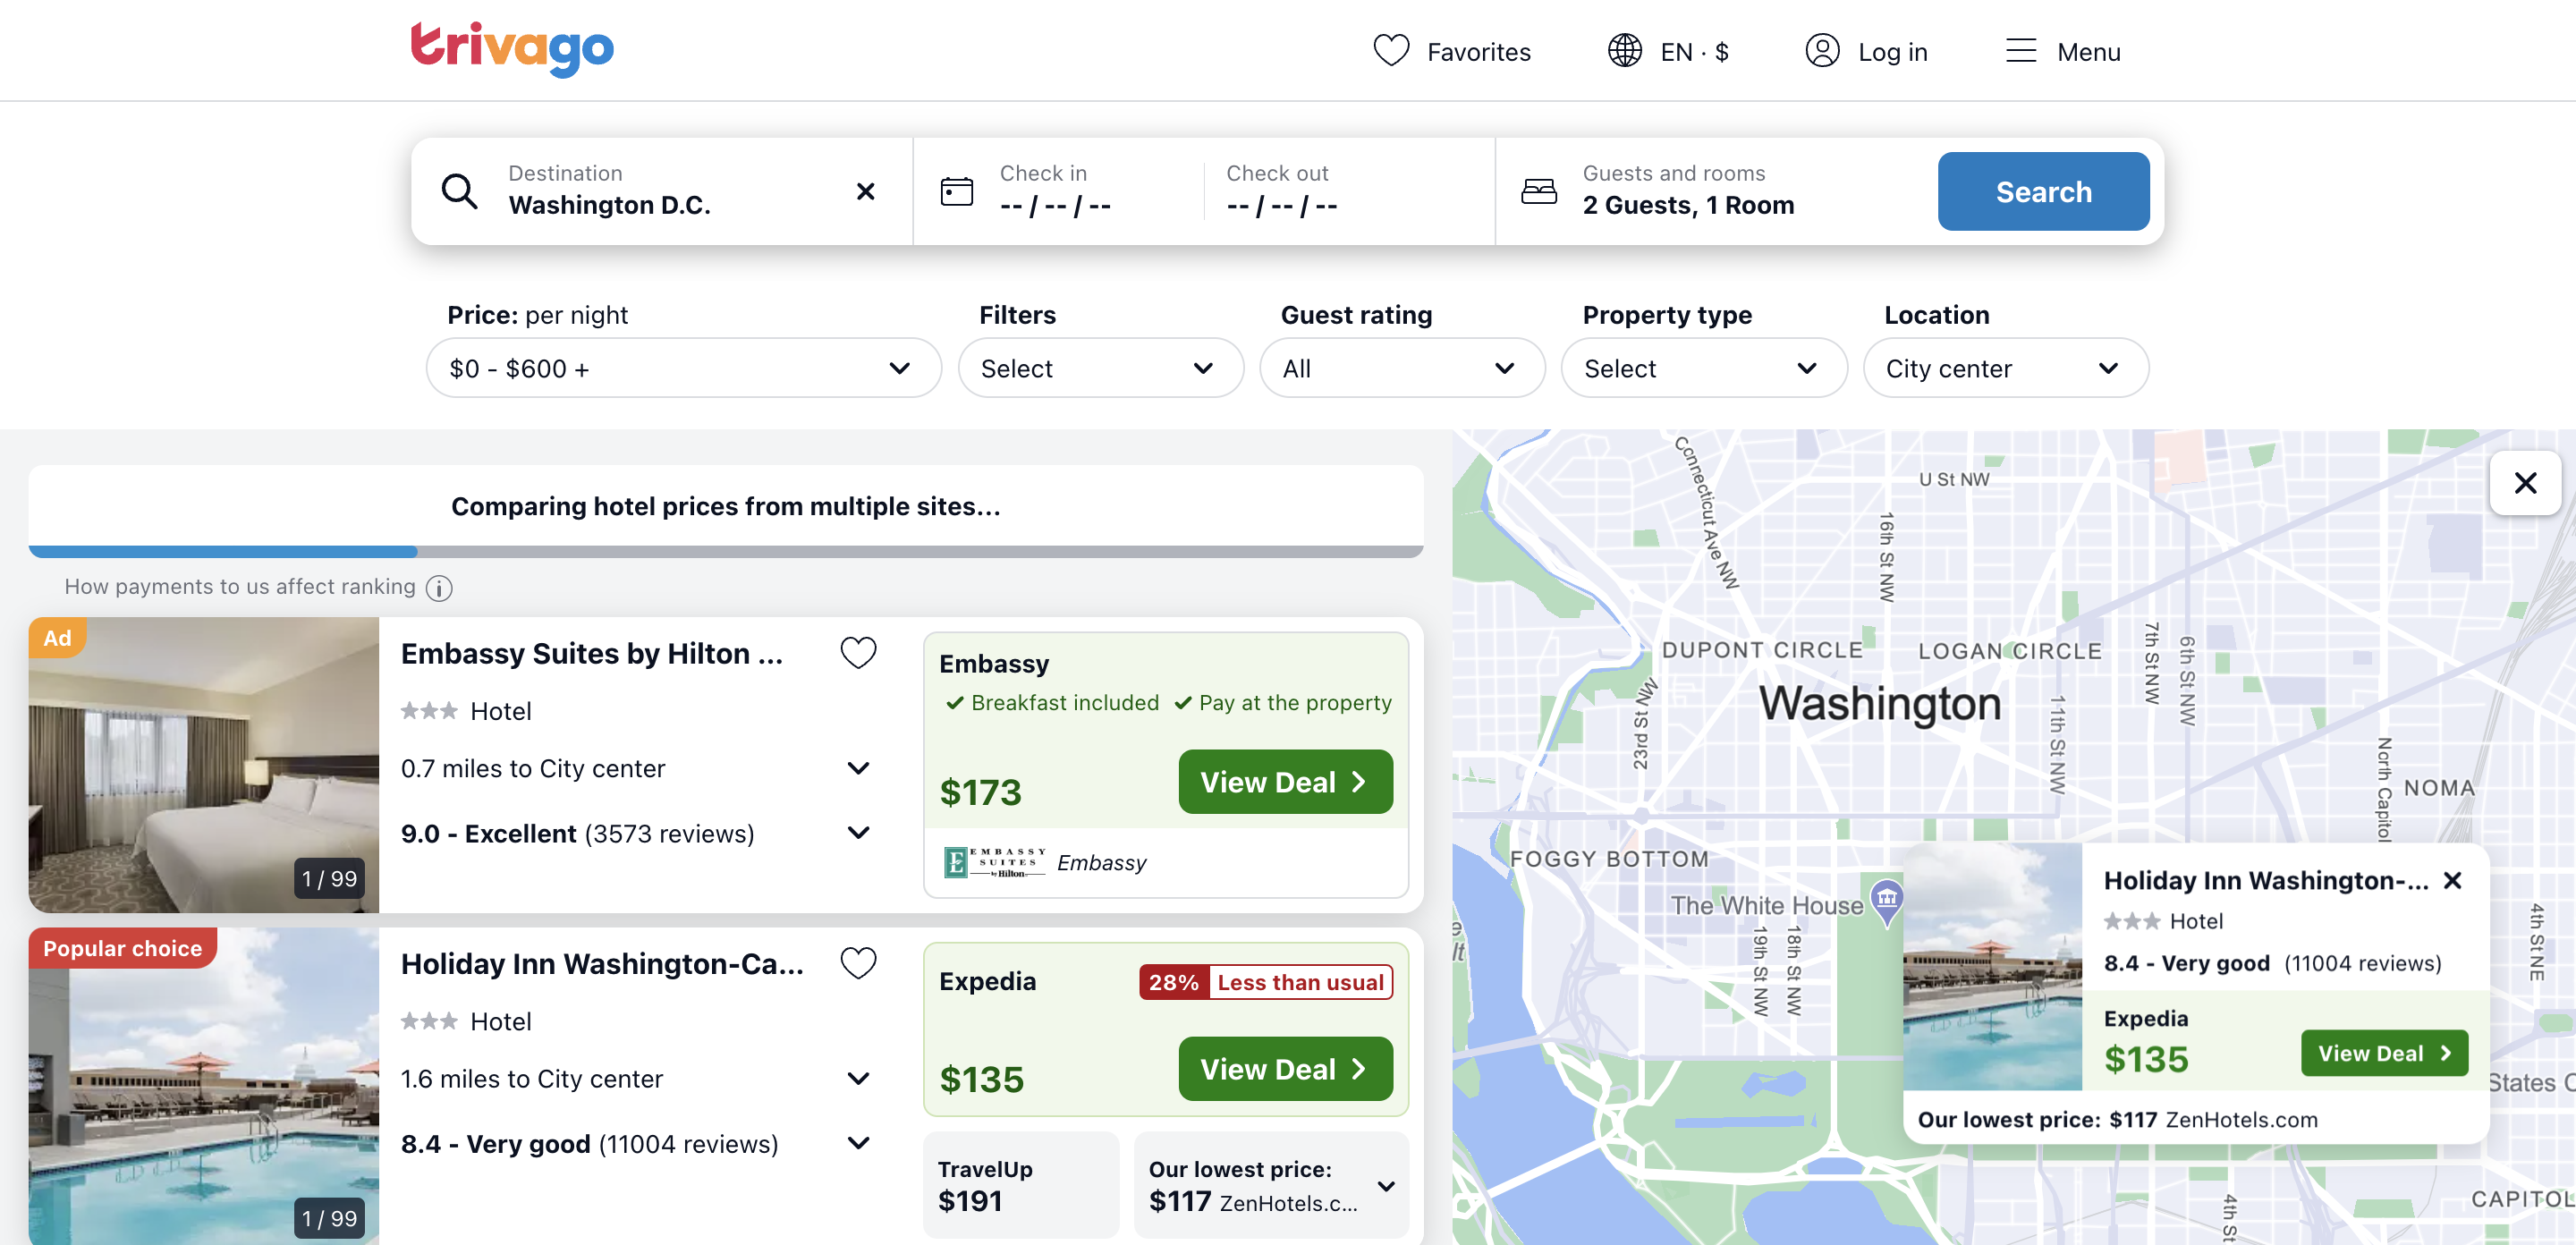 trivago
Favorites
EN · $
Log in
Menu
Destination
Washington D.C.
Check in
-- / -- / --
Check out
-- / -- / --
Guests and rooms
2 Guests, 1 Room
Search
Price: per night
$0 - $600 +
Filters
Select
Guest rating
All
Property type
Select
Location
City center
Comparing hotel prices from multiple sites...
How payments to us affect ranking
Ad
1 / 99
Embassy Suites by Hilton ...
Hotel
0.7 miles to City center
9.0 - Excellent (3573 reviews)
Embassy
Breakfast included
Pay at the property
$173
View Deal
EMBASSY
SUITES
by Hilton
Embassy
Popular choice
1 / 99
Holiday Inn Washington-Ca...
Hotel
1.6 miles to City center
8.4 - Very good (11004 reviews)
Expedia
28% Less than usual
$135
View Deal
TravelUp
$191
Our lowest price:
$117 ZenHotels.c...
Connecticut Ave NW
U St NW
16th St NW
DUPONT CIRCLE
LOGAN CIRCLE
7th St NW
6th St NW
Washington
23rd St NW
11th St NW
North Capitol
NOMA
FOGGY BOTTOM
The White House
19th St NW
18th St NW
4th St NE
Holiday Inn Washington-...
Hotel
8.4 - Very good (11004 reviews)
Expedia
$135
View Deal
Our lowest price: $117 ZenHotels.com
States C
CAPITOL
4th S